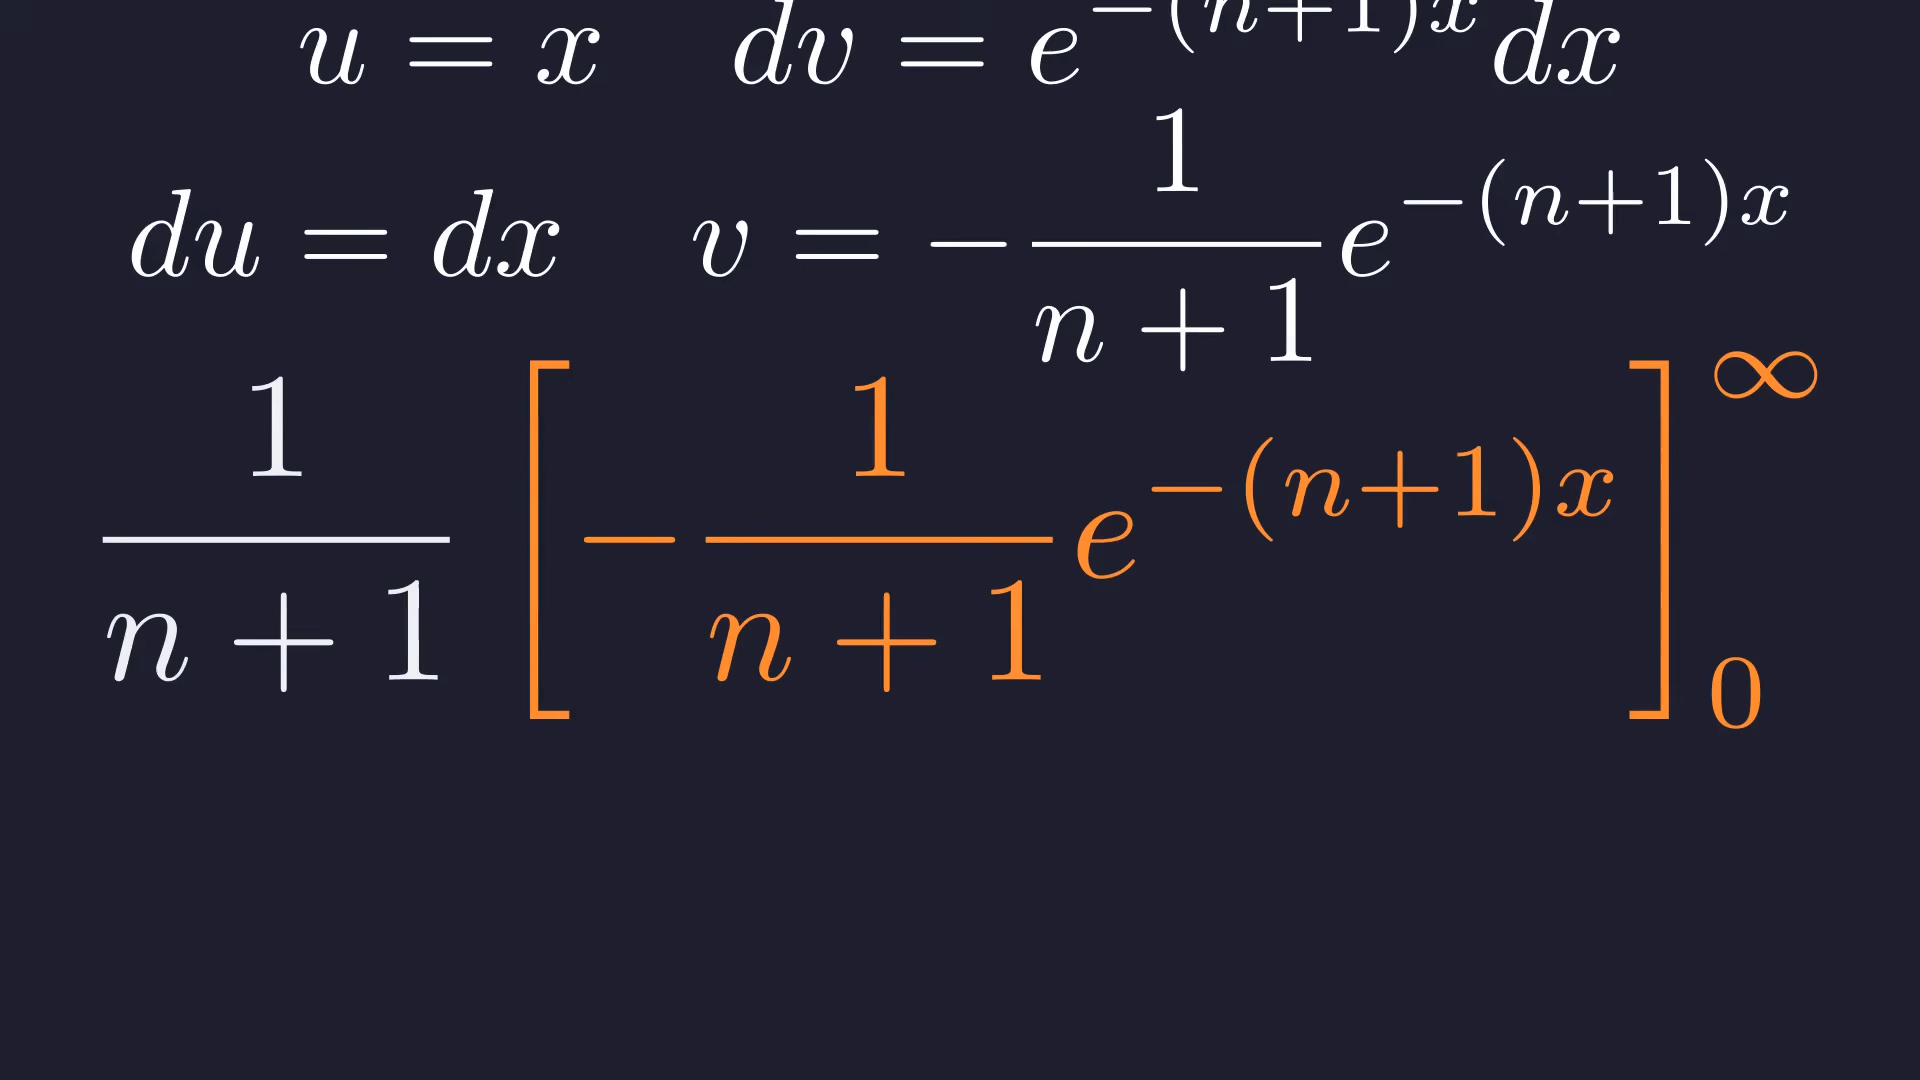 u = x   dv = e^{-(n+1)x}dx
du = dx   v = -\frac{1}{n+1}e^{-(n+1)x}
\frac{1}{n+1}\left[-\frac{1}{n+1}e^{-(n+1)x}\right]_{0}^{\infty}